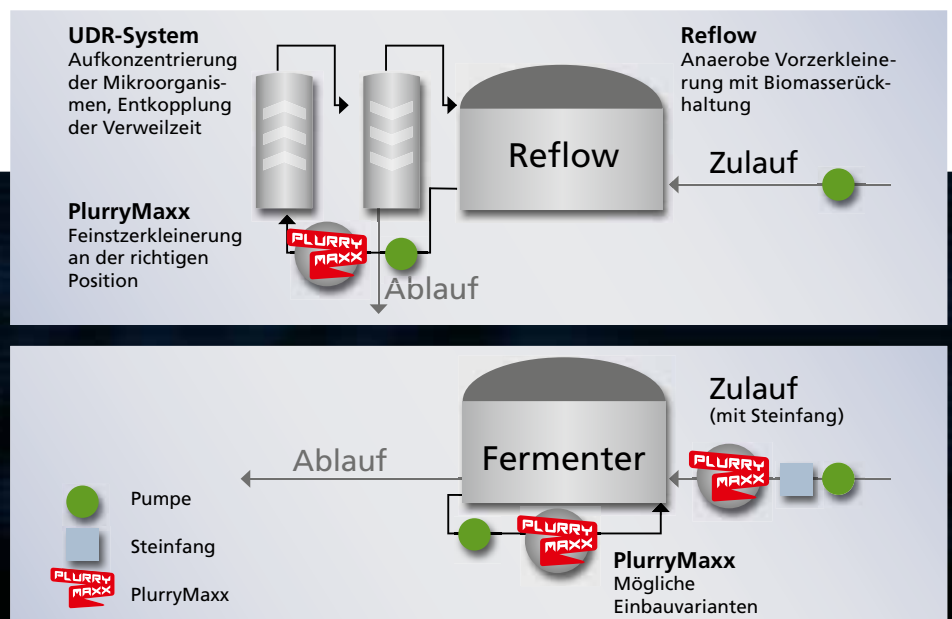 UDR-System
Aufkonzentrierung
der Mikroorganis-
men, Entkopplung
der Verweilzeit
Reflow
Anaerobe Vorzerkleine-
rung mit Biomasserück-
haltung
Reflow
Zulauf
PlurryMaxx
Feinstzerkleinerung
an der richtigen
Position
PLURRY
MAXX
Ablauf
Zulauf
(mit Steinfang)
Fermenter
Ablauf
PLURRY
MAXX
PLURRY
MAXX
PlurryMaxx
Mögliche
Einbauvarianten
Pumpe
Steinfang
PLURRY
MAXX
PlurryMaxx